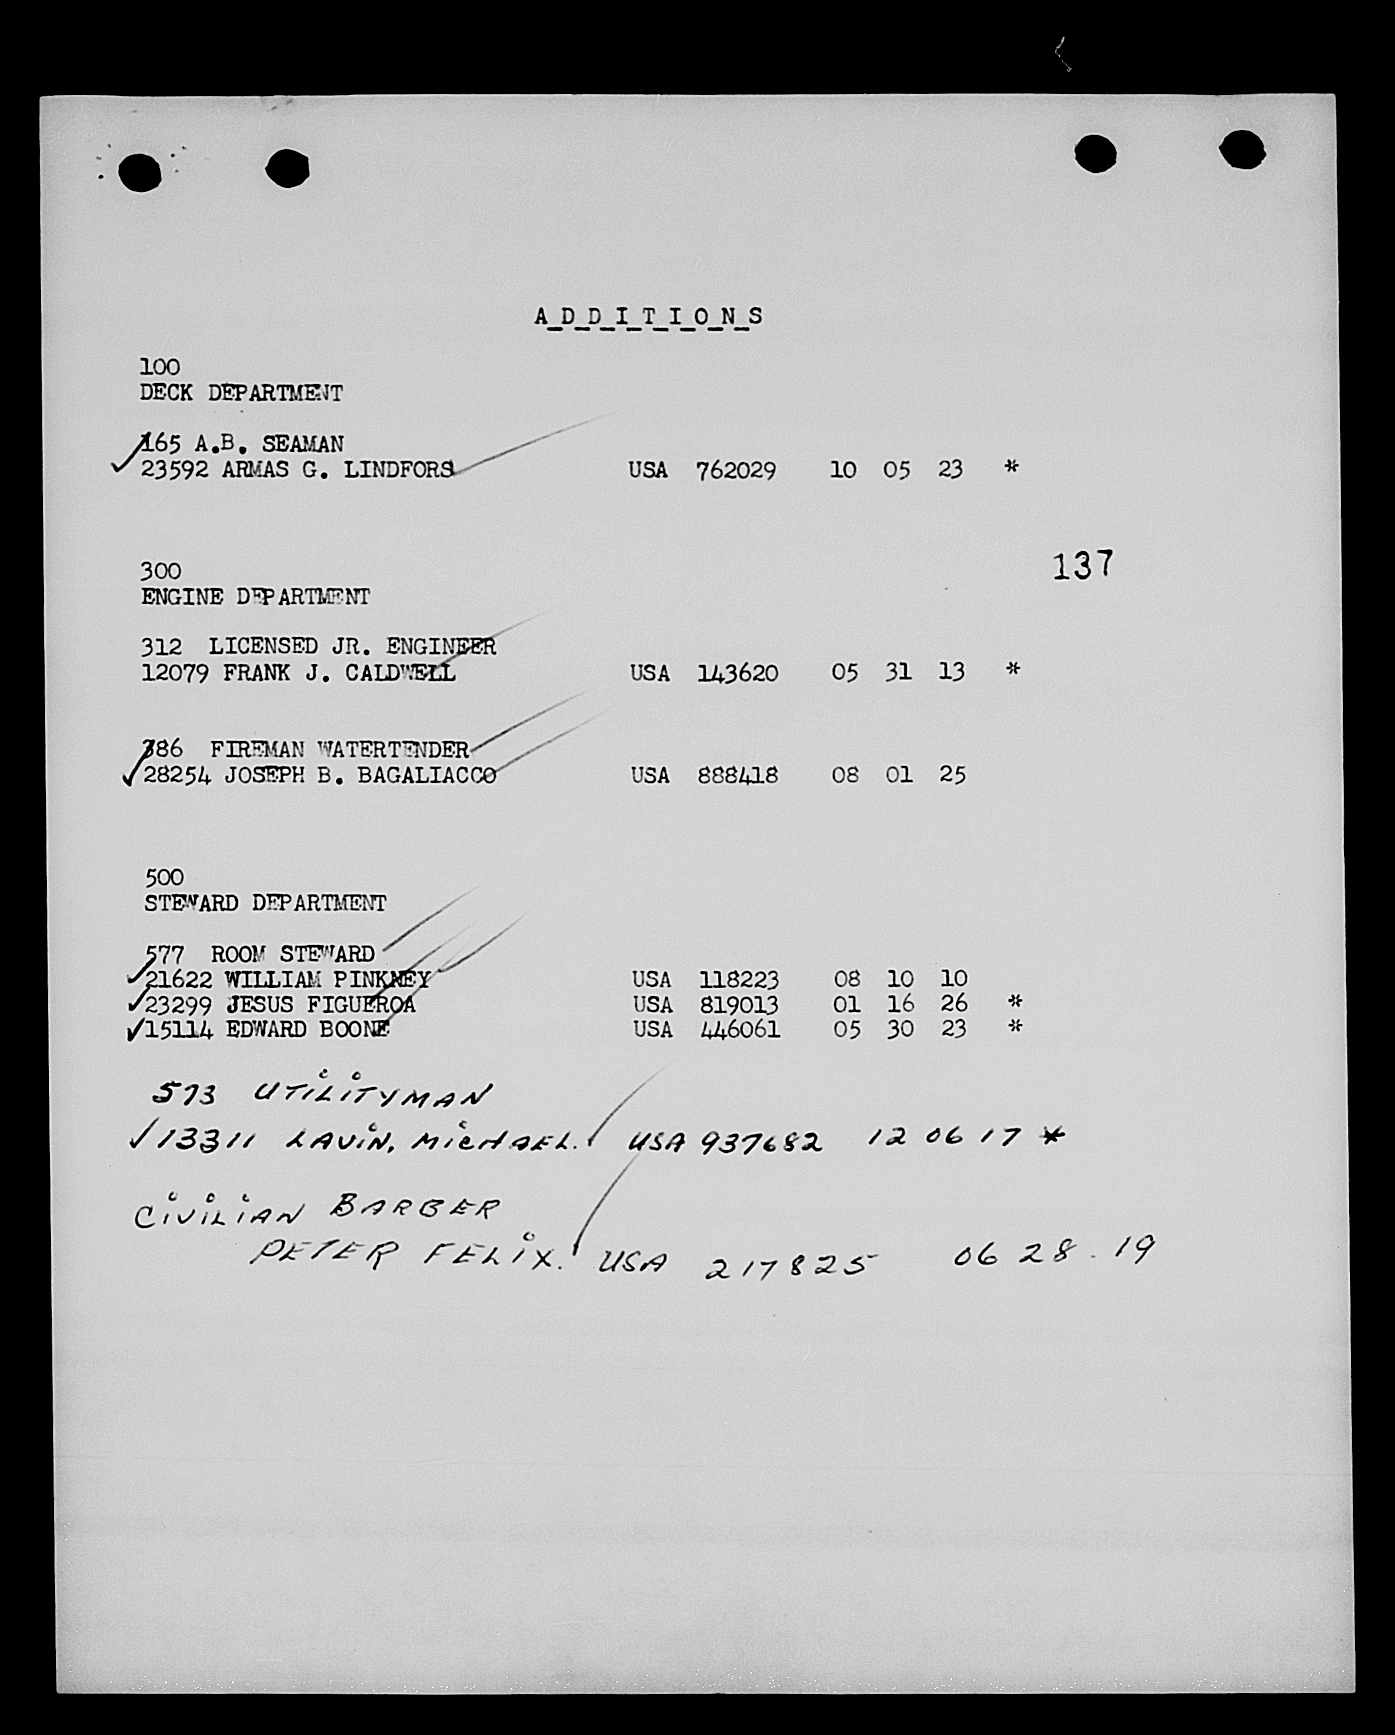 ADDITIONS
100
DECK DEPARTMENT
165 A.B. SEAMAN
23592 ARMAS G. LINDFORS USA 762029 10 05 23 *
137
300
ENGINE DEPARTMENT
312 LICENSED JR. ENGINEER
12079 FRANK J. CALDWELL USA 143620 05 31 13 *
386 FIREMAN WATERTENDER
28254 JOSEPH B. BAGALIACCO USA 888418 08 01 25
500
STEWARD DEPARTMENT
577 ROOM STEWARD
21622 WILLIAM PINKNEY USA 118223 08 10 10
23299 JESUS FIGUEROA USA 819013 01 16 26 *
15114 EDWARD BOONE USA 446061 05 30 23 *
573 UTILITYMAN
13311 LAVIN, MICHAEL. USA 937682 12 06 17 *
CIVILIAN BARBER
PETER FELIX. USA 217825 06 28. 19